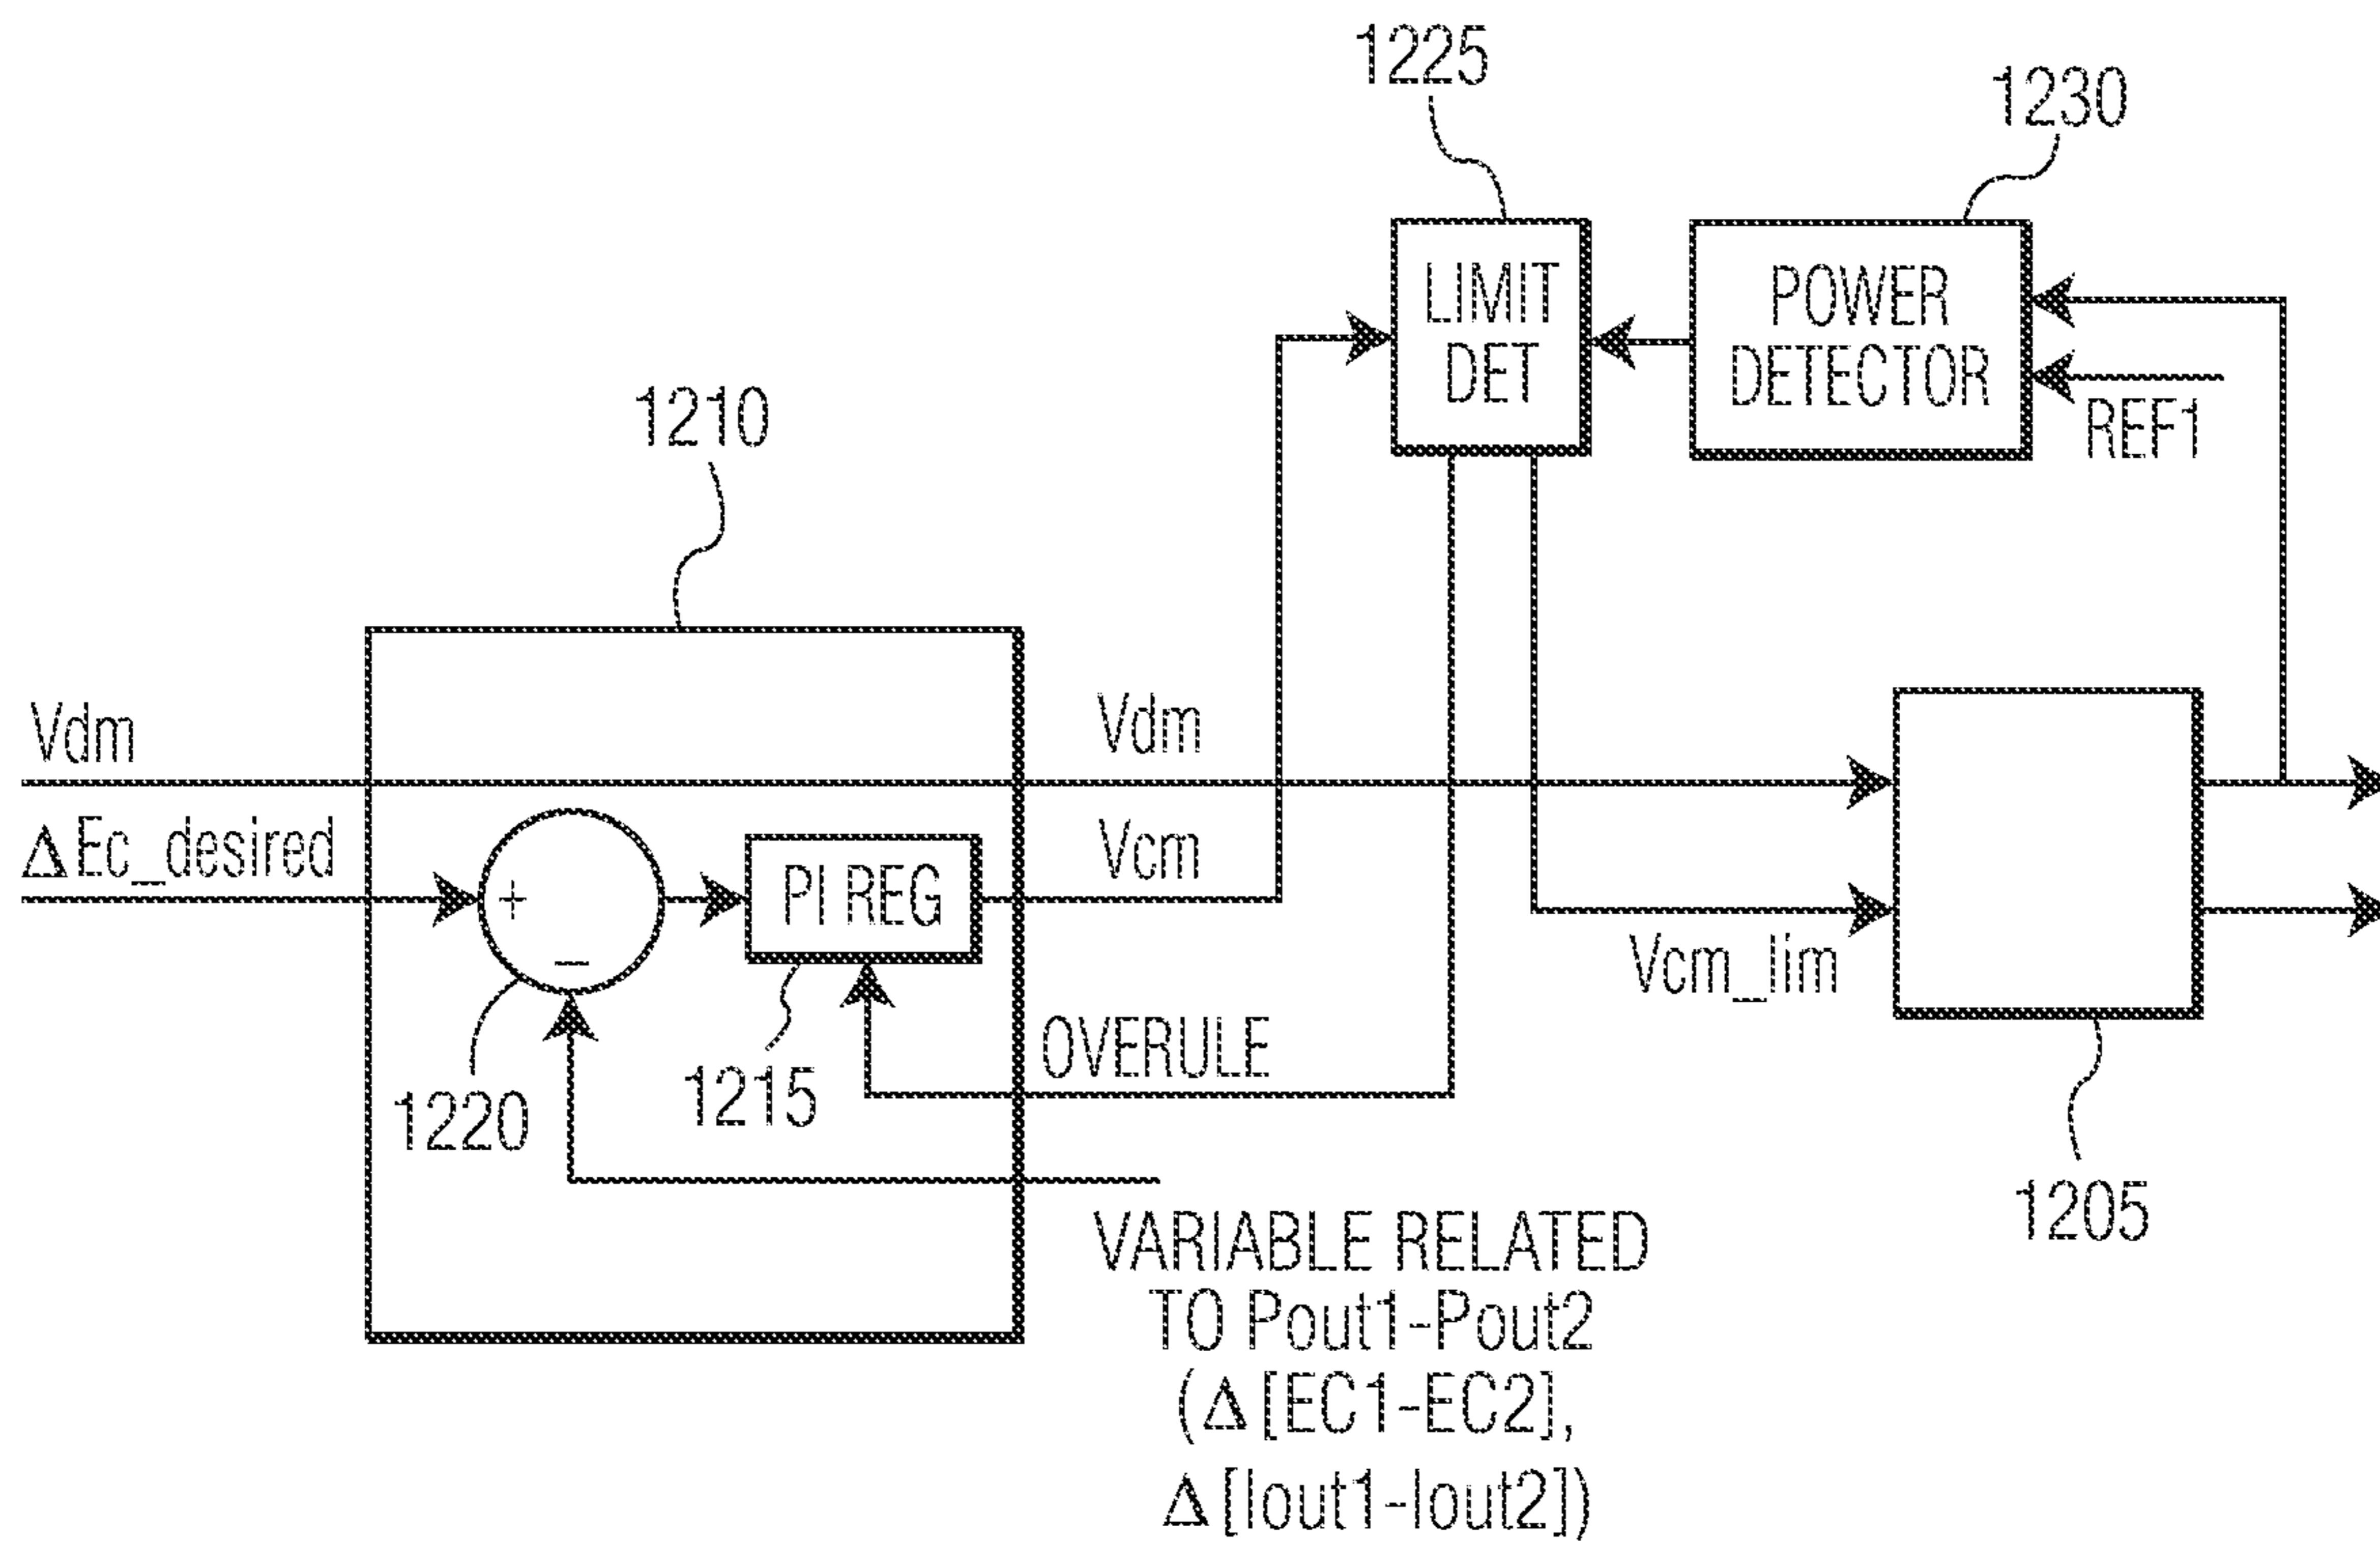 1225
1230
LIMIT
DET
POWER
DETECTOR
REF1
1210
Vdm
Vdm
ΔEc_desired
Vcm
+
PI REG
−
Vcm_lim
OVERULE
1220
1215
1205
VARIABLE RELATED
TO Pout1-Pout2
(Δ[EC1-EC2],
Δ[Iout1-Iout2])